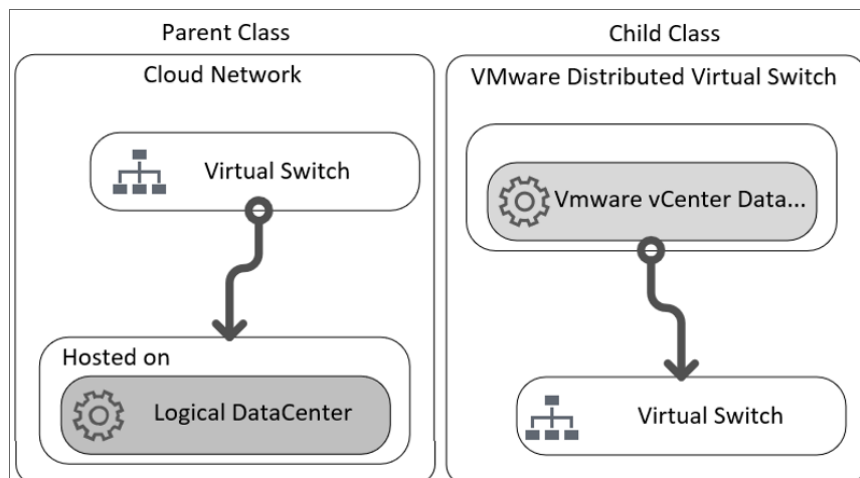 Parent Class
Cloud Network
Virtual Switch
Hosted on
Logical DataCenter
Child Class
VMware Distributed Virtual Switch
Vmware vCenter Data...
Virtual Switch